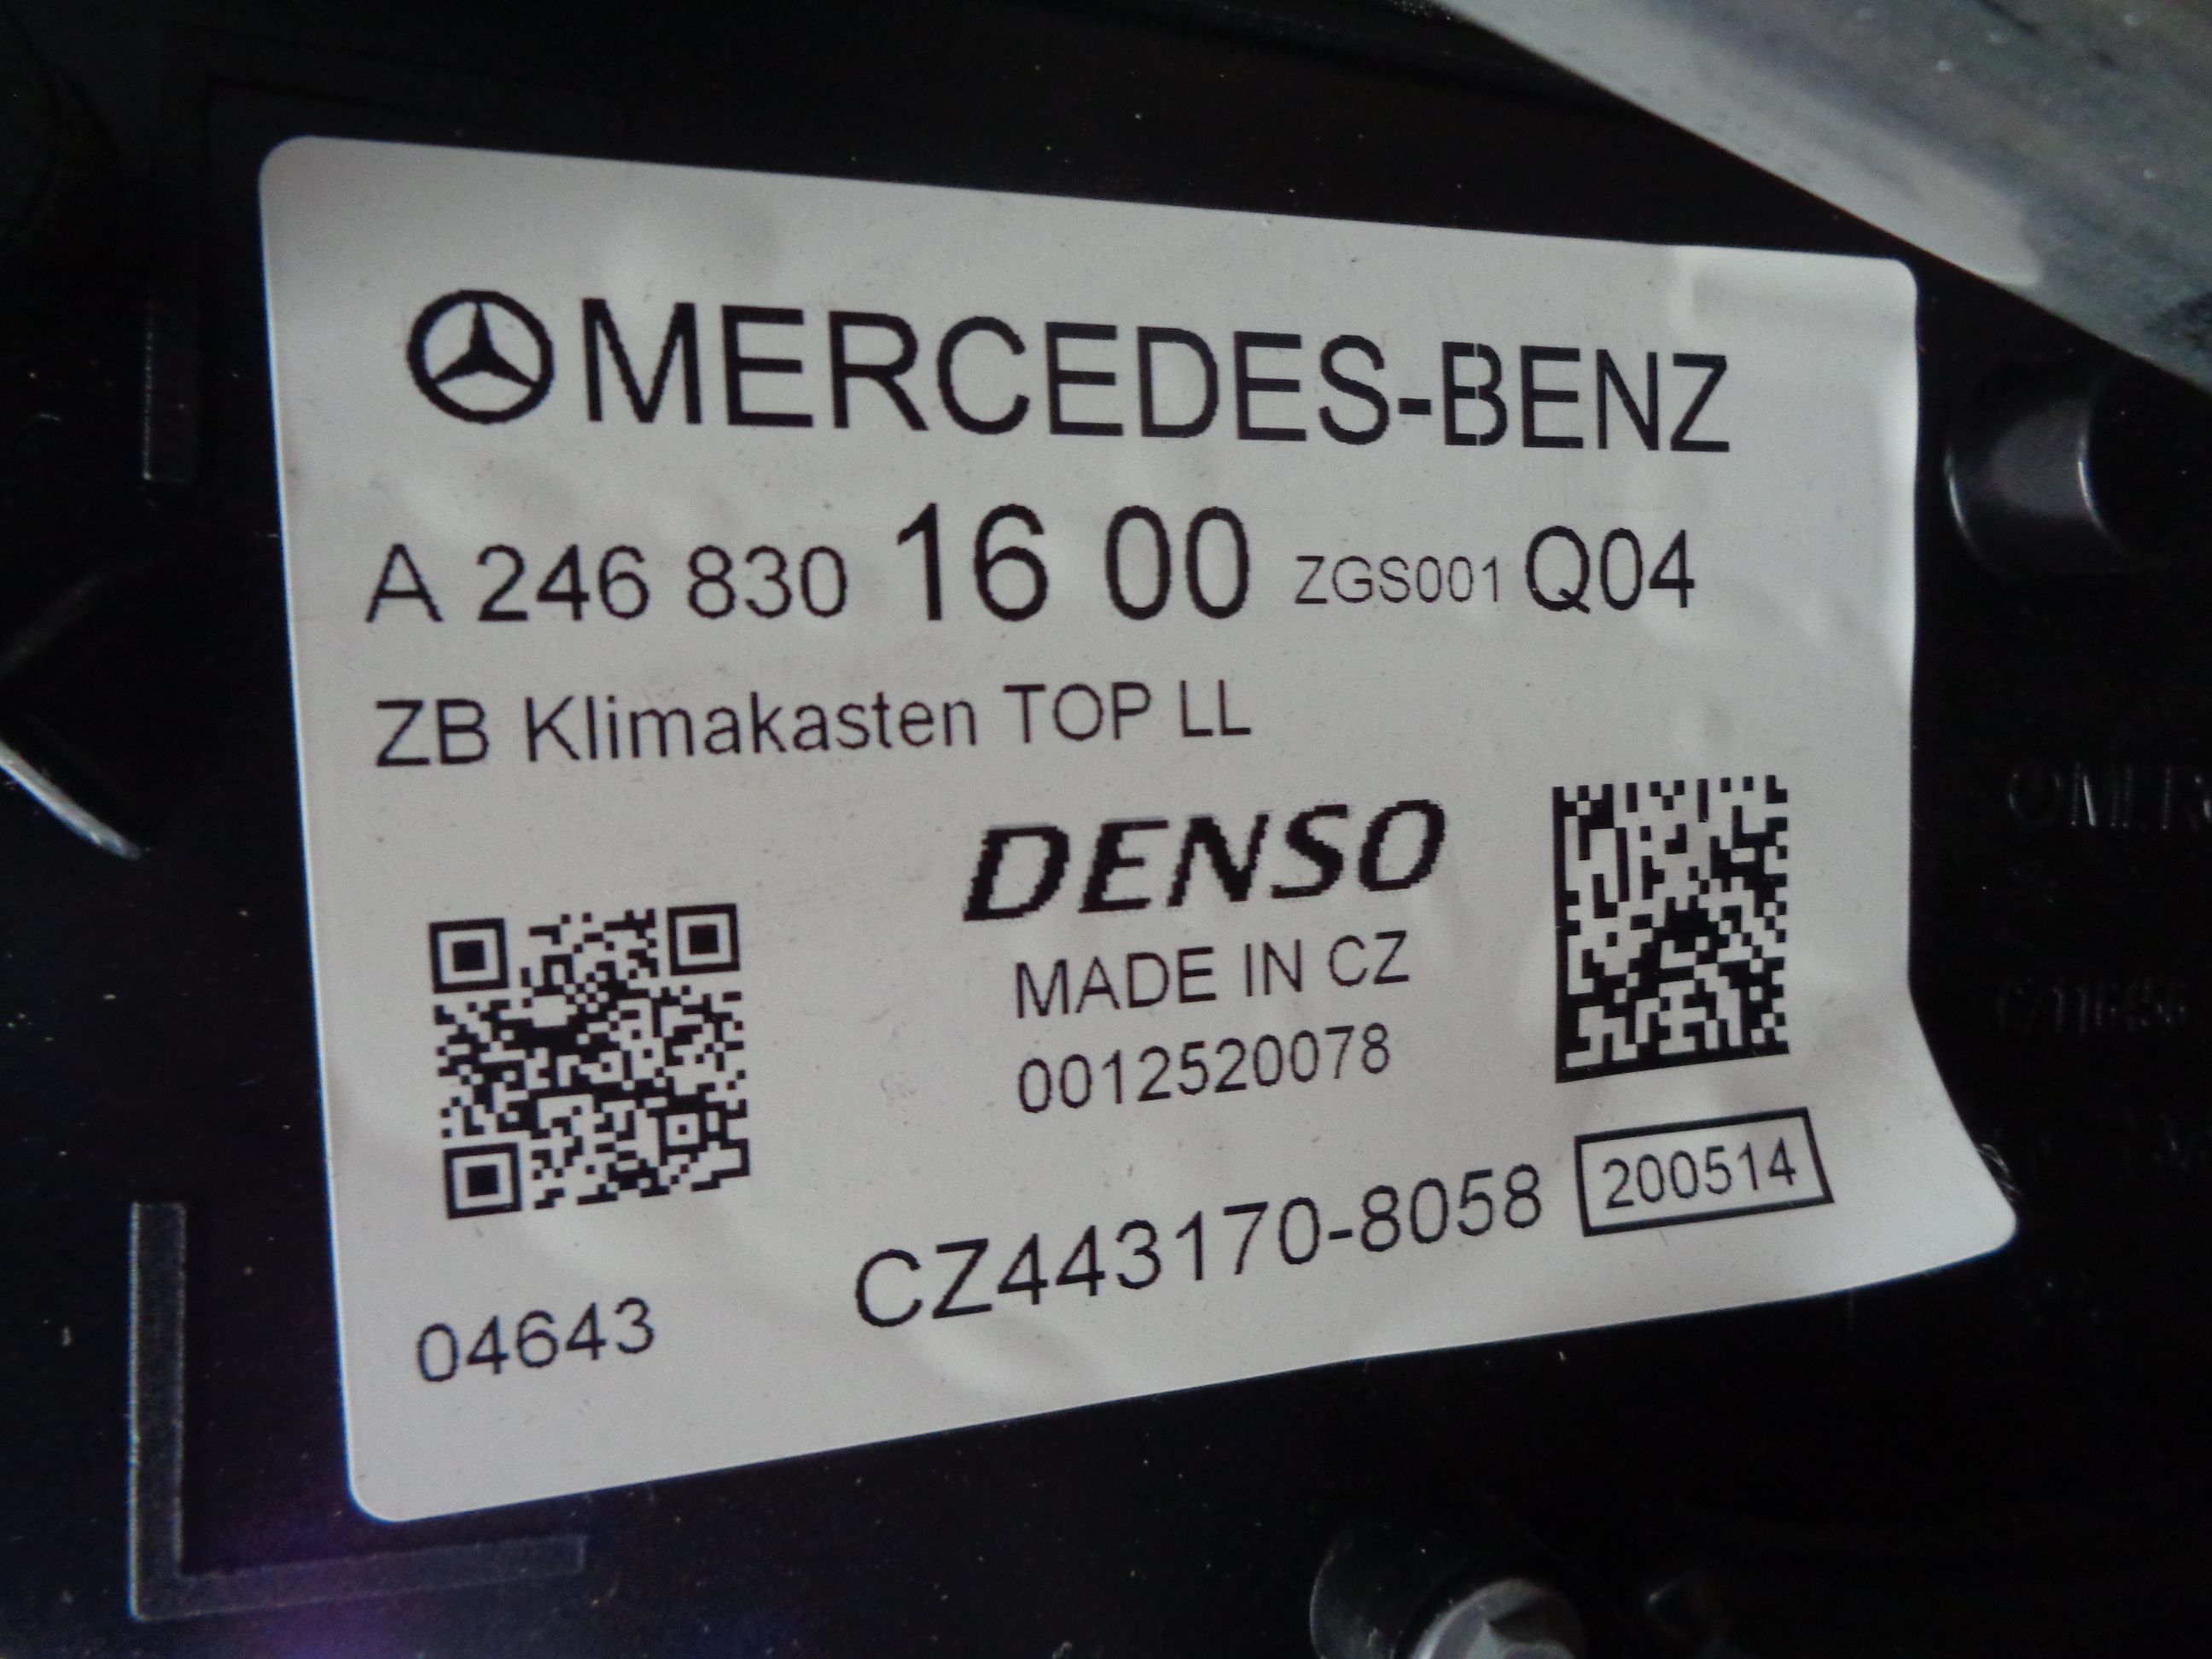 MERCEDES-BENZ
A 246 830 16 00 ZGS001 Q04
ZB Klimakasten TOP LL
DENSO
MADE IN CZ
0012520078
CZ443170-8058 200514
04643